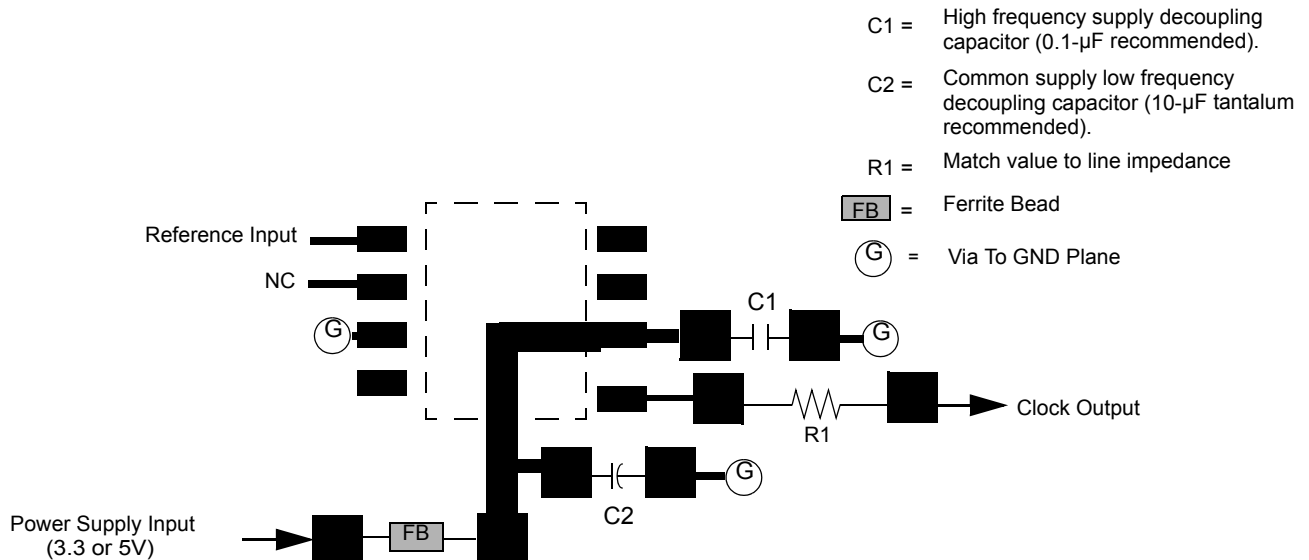 C1 = High frequency supply decoupling
capacitor (0.1-µF recommended).
C2 = Common supply low frequency
decoupling capacitor (10-µF tantalum
recommended).
R1 = Match value to line impedance
FB = Ferrite Bead
G = Via To GND Plane
Reference Input
NC
G
C1
G
R1
Clock Output
C2
G
Power Supply Input
(3.3 or 5V)
FB